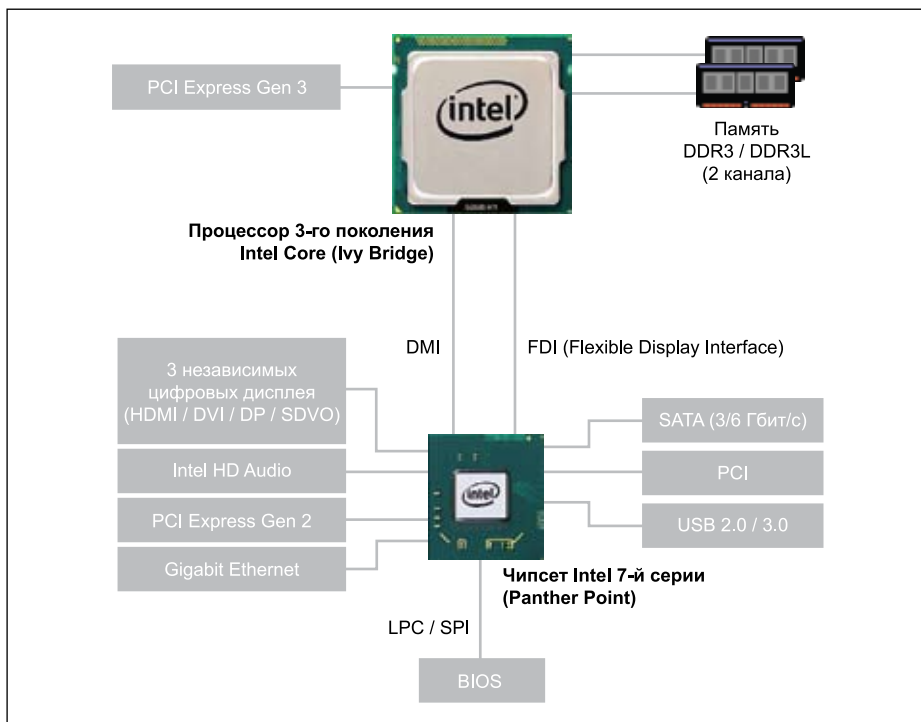 PCI Express Gen 3
intel
Память
DDR3 / DDR3L
(2 канала)
Процессор 3-го поколения
Intel Core (Ivy Bridge)
DMI
FDI (Flexible Display Interface)
3 независимых
цифровых дисплея
(HDMI / DVI / DP / SDVO)
Intel HD Audio
PCI Express Gen 2
Gigabit Ethernet
intel
SATA (3/6 Гбит/с)
PCI
USB 2.0 / 3.0
Чипсет Intel 7-й серии
(Panther Point)
LPC / SPI
BIOS